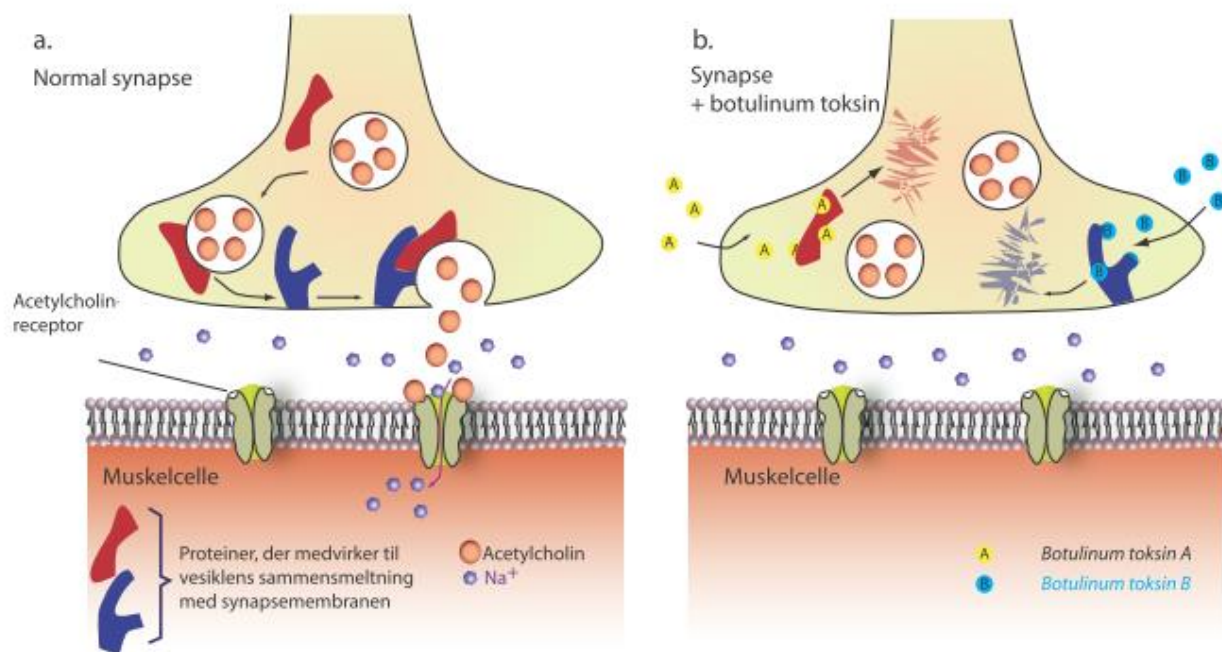 a.
Normal synapse
Acetylcholin-
receptor
Muskelcelle
Proteiner, der medvirker til
vesiklens sammensmeltning
med synapsemembranen
Acetylcholin
Na⁺
b.
Synapse
+ botulinum toksin
A
A
A
A
A
A
A
B
B
B
B
B
B
Muskelcelle
A Botulinum toksin A
B Botulinum toksin B